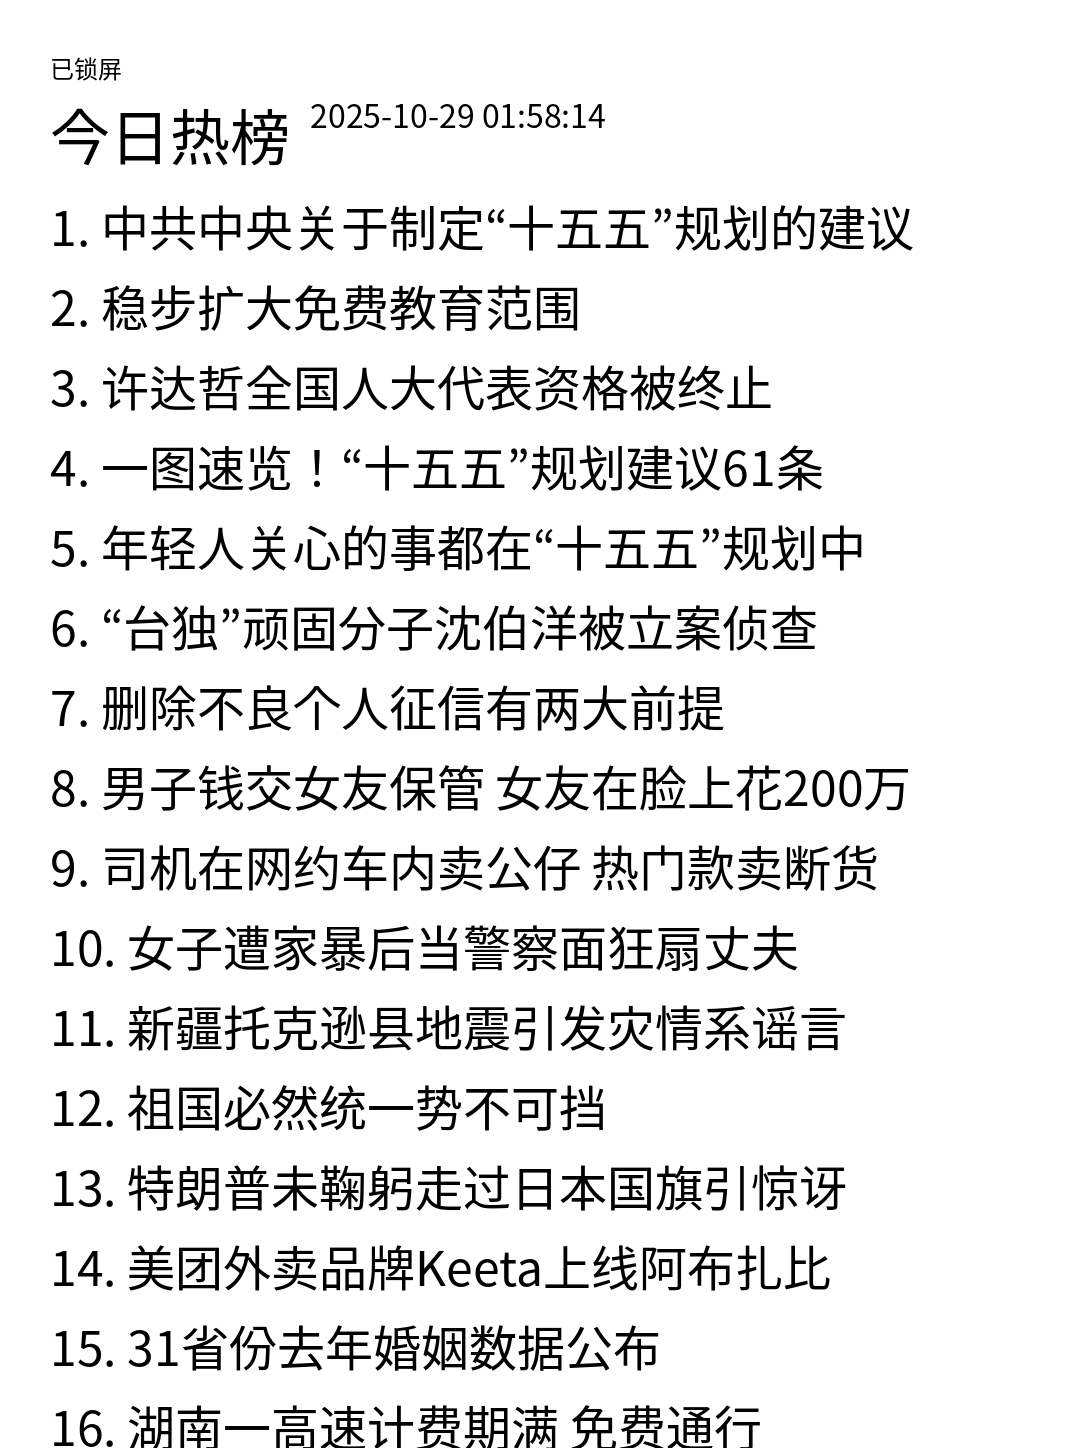 已锁屏
今日热榜 2025-10-29 01:58:14
1. 中共中央关于制定“十五五”规划的建议
2. 稳步扩大免费教育范围
3. 许达哲全国人大代表资格被终止
4. 一图速览！“十五五”规划建议61条
5. 年轻人关心的事都在“十五五”规划中
6. “台独”顽固分子沈伯洋被立案侦查
7. 删除不良个人征信有两大前提
8. 男子钱交女友保管 女友在脸上花200万
9. 司机在网约车内卖公仔 热门款卖断货
10. 女子遭家暴后当警察面狂扇丈夫
11. 新疆托克逊县地震引发灾情系谣言
12. 祖国必然统一势不可挡
13. 特朗普未鞠躬走过日本国旗引惊讶
14. 美团外卖品牌Keeta上线阿布扎比
15. 31省份去年婚姻数据公布
16. 湖南一高速计费期满 免费通行